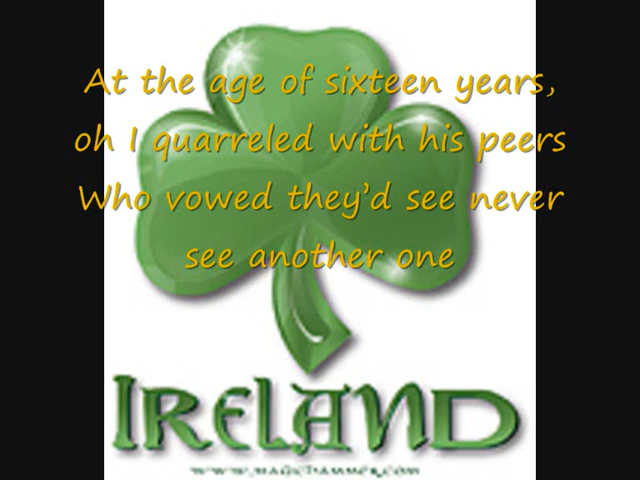 At the age of sixteen years,
oh I quarreled with his peers
Who vowed they'd see never
see another one
IRELAND